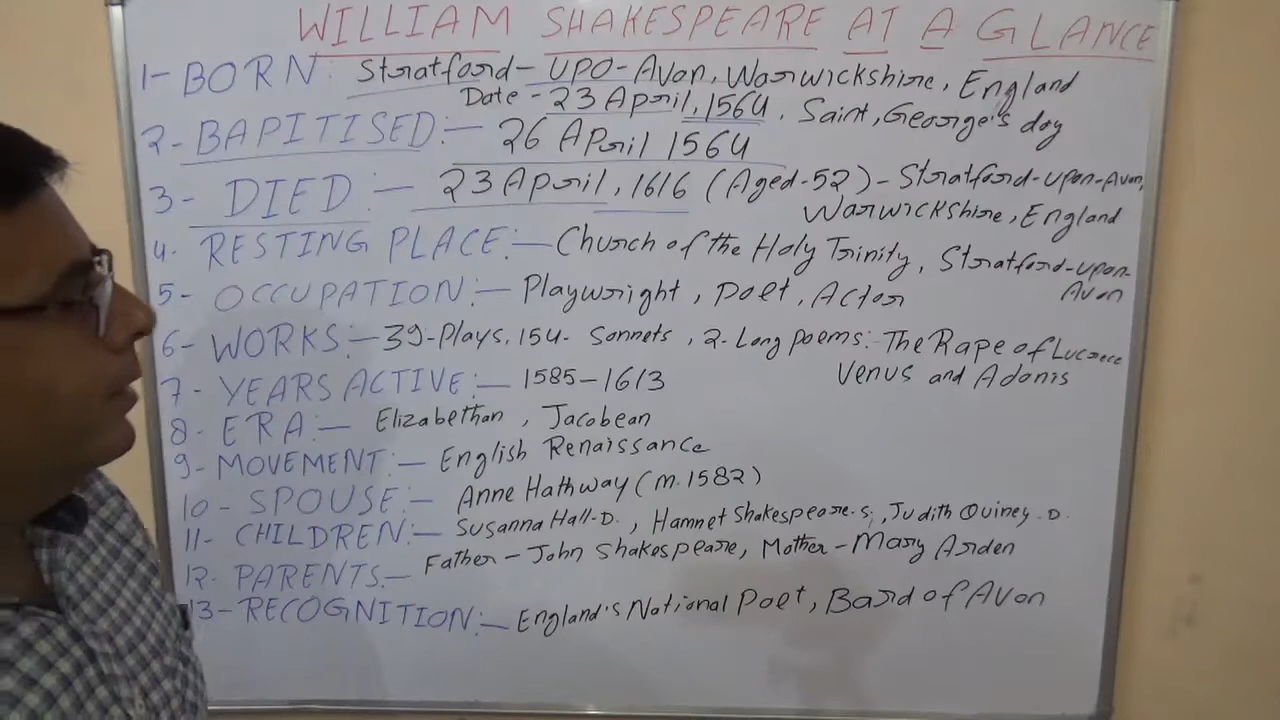 WILLIAM SHAKESPEARE AT A GLANCE
1- BORN: Stratford- UPO-Avon, Warwickshire, England
Date - 23 April, 1564. Saint, George's day
2- BAPITISED:- 26 April 1564
3- DIED:- 23 April, 1616 (Aged-52) - Stratford-upon-Avon,
Warwickshire, England
4. RESTING PLACE:- Church of the Holy Trinity, Stratford-upon-
Avon
5- OCCUPATION:- Playwright, poet, Actor
6- WORKS:- 39-Plays, 154- Sonnets, 2-Long poems: The Rape of Lucrece
Venus and Adonis
7- YEARS ACTIVE:- 1585-1613
8- ERA:- Elizabethan, Jacobean
9- MOVEMENT:- English Renaissance
10- SPOUSE:- Anne Hathway (m.1582)
11- CHILDREN:- Susanna Hall-D., Hamnet Shakespeare.S;, Judith Quiney.D.
12. PARENTS- Father - John Shakespeare, Mother - Mary Arden
13- RECOGNITION:- England's National Poet, Bard of Avon